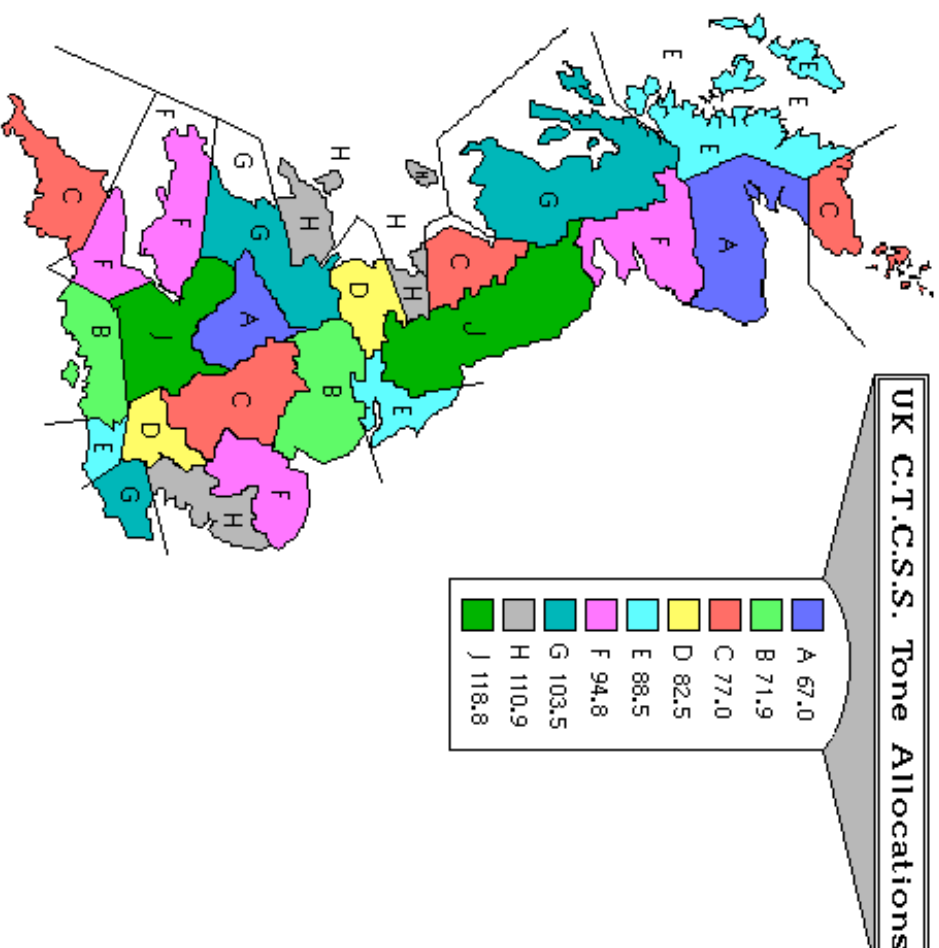 UK C.T.C.S.S. Tone Allocations
A 67.0
B 71.9
C 77.0
D 82.5
E 88.5
F 94.8
G 103.5
H 110.9
J 118.8
C
E
E
A
E
E
F
G
J
C
H
E
H
D
H
B
H
F
G
A
G
C
H
F
F
J
D
G
F
E
B
C